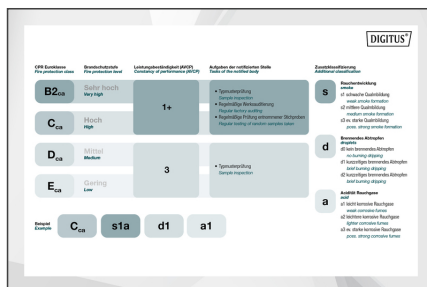 DIGITUS®
CPR Euroklasse
Fire protection class
Brandschutzstufe
Fire protection level
Leistungsbeständigkeit (AVCP)
Constancy of performance (AVCP)
Aufgaben der notifizierten Stelle
Tasks of the notified body
Zusatzklassifizierung
Additional classification
B2ca
Sehr hoch
Very high
Cca
Hoch
High
1+
• Typmusterprüfung
Sample inspection
• Regelmäßige Werksauditierung
Regular factory auditing
• Regelmäßige Prüfung entnommener Stichproben
Regular testing of random samples taken
Dca
Mittel
Medium
Eca
Gering
Low
3
• Typmusterprüfung
Sample inspection
s
Rauchentwicklung
smoke
s1 schwache Qualmbildung
weak smoke formation
s2 mittlere Qualmbildung
medium smoke formation
s3 ev. starke Qualmbildung
poss. strong smoke formation
d
Brennendes Abtropfen
droplets
d0 kein brennendes Abtropfen
no burning dripping
d1 kurzzeitiges brennendes Abtropfen
brief burning dripping
d2 kurzzeitiges brennendes Abtropfen
brief burning dripping
a
Acidität Rauchgase
acid
a1 leicht korrosive Rauchgase
weak corrosive fumes
a2 leichtere korrosive Rauchgase
lighter corrosive fumes
a3 ev. starke korrosive Rauchgase
poss. strong corrosive fumes
Beispiel
Example
Cca
s1a
d1
a1